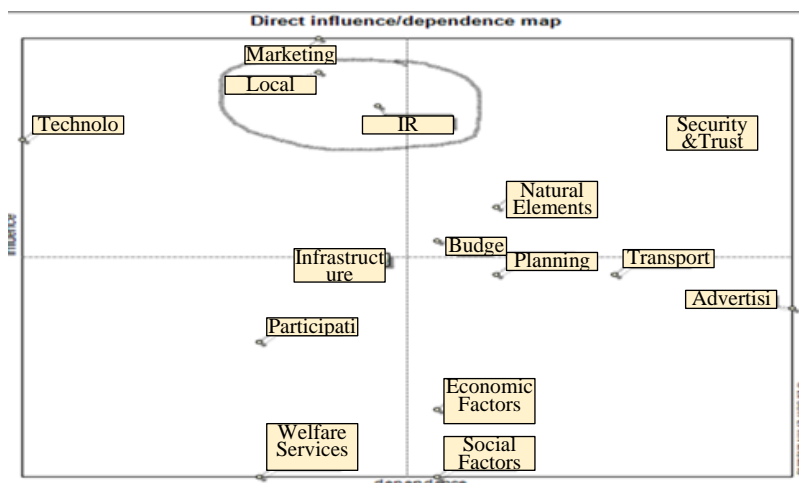 Direct influence/dependence map
Marketing
Local
Technolo
IR
Security
&Trust
Natural
Elements
Budge
Infrastruct
ure
Planning
Transport
Advertisi
Participati
Economic
Factors
Welfare
Services
Social
Factors
dependence